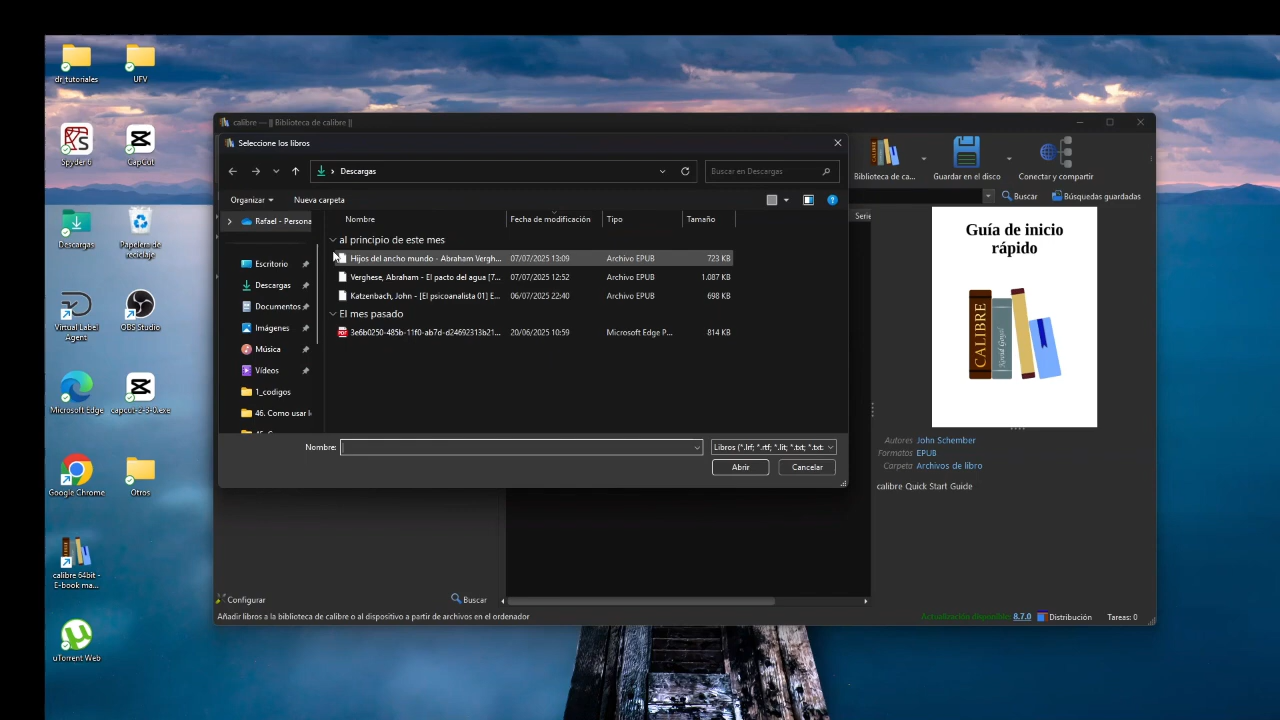 dr_tutoriales
UFV
Spyder 6
CapCut
Descargas
Papelera de reciclaje
Virtual Label Agent
OBS Studio
Microsoft Edge
capcut-2-3-0.exe
Google Chrome
Otros
calibre 64bit - E-book ma...
uTorrent Web
calibre — || Biblioteca de calibre ||
Seleccione los libros
Descargas
Buscar en Descargas
Organizar
Nueva carpeta
Rafael - Persona
Escritorio
Descargas
Documentos
Imágenes
Música
Vídeos
1_codigos
46. Como usar l
Nombre
Fecha de modificación
Tipo
Tamaño
al principio de este mes
Hijos del ancho mundo - Abraham Vergh... 07/07/2025 13:09 Archivo EPUB 723 KB
Verghese, Abraham - El pacto del agua [7... 07/07/2025 12:52 Archivo EPUB 1.087 KB
Katzenbach, John - [El psicoanalista 01] E... 06/07/2025 22:40 Archivo EPUB 698 KB
El mes pasado
3e6b0250-485b-11f0-ab7d-d24692313b21... 20/06/2025 10:59 Microsoft Edge P... 814 KB
Nombre:
Libros (*.lrf; *.rtf; *.lit; *.txt; *.txt
Abrir
Cancelar
Biblioteca de ca...
Guardar en el disco
Conectar y compartir
Buscar
Búsquedas guardadas
Serie
Guía de inicio
rápido
CALIBRE
Kovid Goyal
Autores John Schember
Formatos EPUB
Carpeta Archivos de libro
calibre Quick Start Guide
Configurar
Buscar
Añadir libros a la biblioteca de calibre o al dispositivo a partir de archivos en el ordenador
Actualización disponible: 8.7.0
Distribución
Tareas: 0